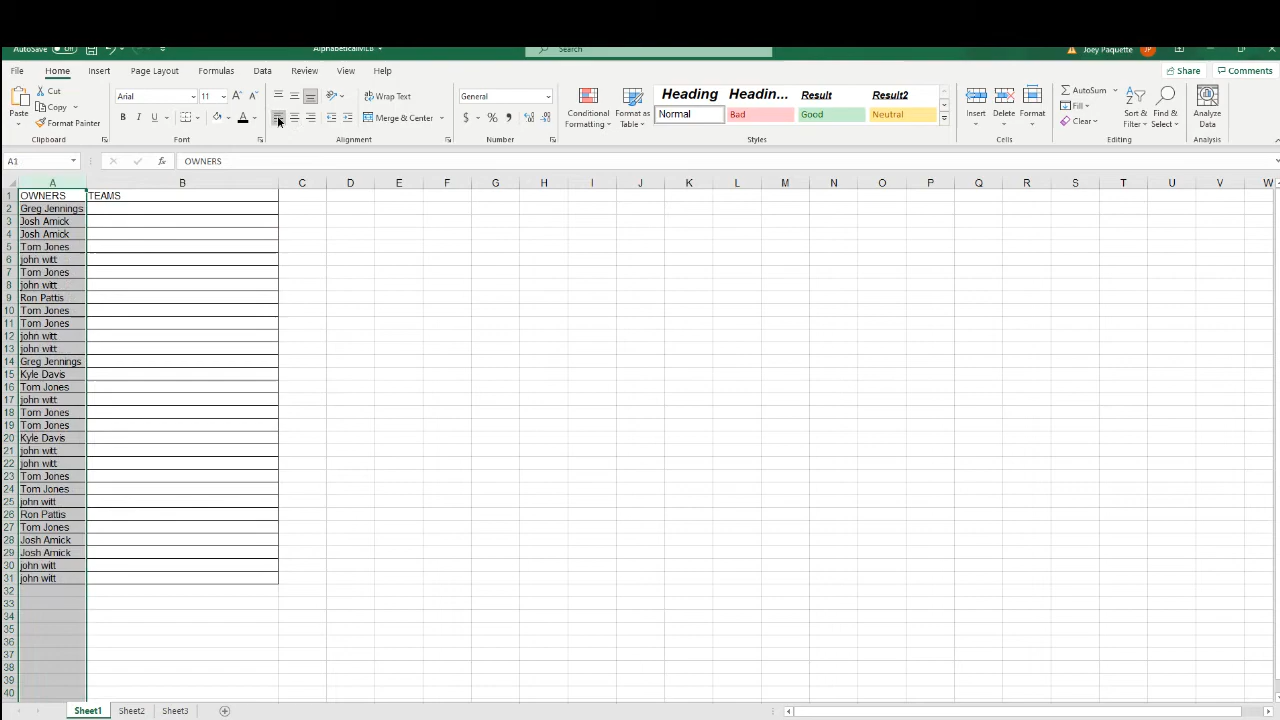 AutoSave Off AlphabeticalMLB Search Joey Paquette JP
File Home Insert Page Layout Formulas Data Review View Help Share Comments
Paste Cut Copy Format Painter Clipboard
Arial 11 A A B I U A Font
Wrap Text Merge & Center Alignment
General $ % Number
Conditional Formatting Format as Table Heading Headin... Result Result2 Normal Bad Good Neutral Styles
Insert Delete Format Cells
AutoSum Fill Clear Sort & Filter Find & Select Editing
Analyze Data Analysis
A1 fx OWNERS
A B C D E F G H I J K L M N O P Q R S T U V W
1 OWNERS TEAMS
2 Greg Jennings
3 Josh Amick
4 Josh Amick
5 Tom Jones
6 john witt
7 Tom Jones
8 john witt
9 Ron Pattis
10 Tom Jones
11 Tom Jones
12 john witt
13 john witt
14 Greg Jennings
15 Kyle Davis
16 Tom Jones
17 john witt
18 Tom Jones
19 Tom Jones
20 Kyle Davis
21 john witt
22 john witt
23 Tom Jones
24 Tom Jones
25 john witt
26 Ron Pattis
27 Tom Jones
28 Josh Amick
29 Josh Amick
30 john witt
31 john witt
32
33
34
35
36
37
38
39
40
Sheet1 Sheet2 Sheet3